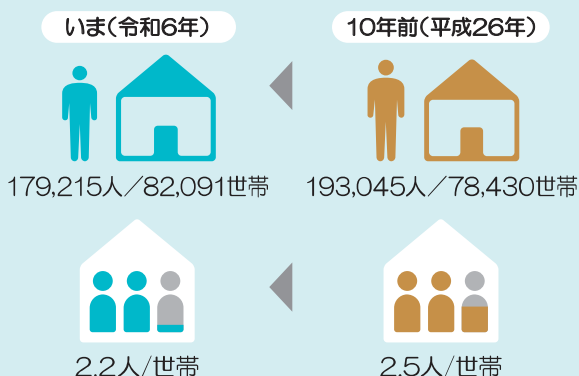 いま(令和6年)
10年前(平成26年)
179,215人／82,091世帯
193,045人／78,430世帯
2.2人/世帯
2.5人/世帯